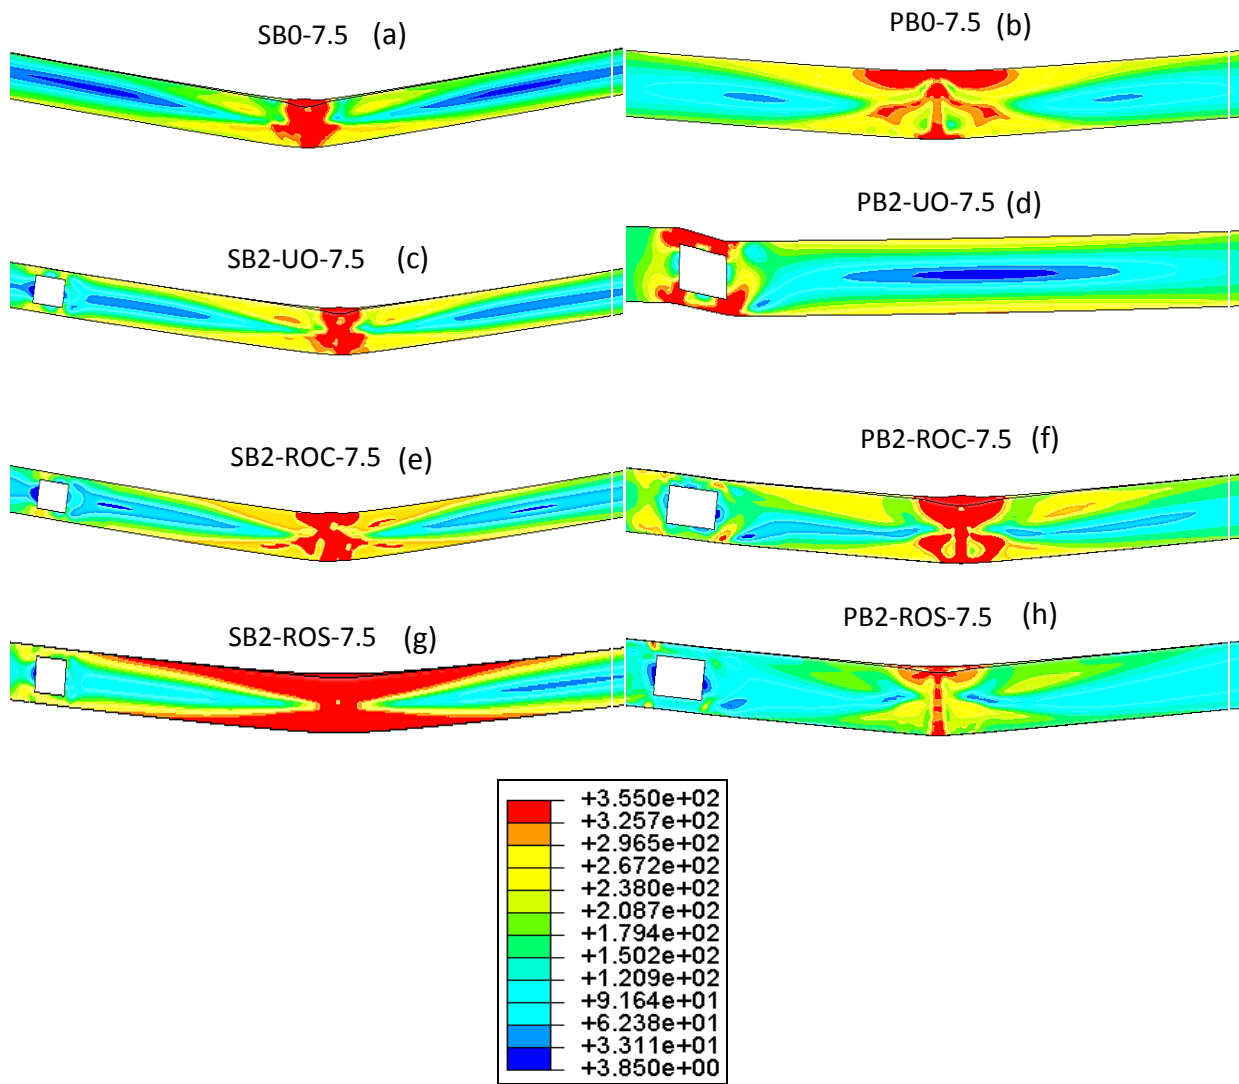 SB0-7.5 (a)
PB0-7.5 (b)
SB2-UO-7.5 (c)
PB2-UO-7.5 (d)
SB2-ROC-7.5 (e)
PB2-ROC-7.5 (f)
SB2-ROS-7.5 (g)
PB2-ROS-7.5 (h)
+3.550e+02
+3.257e+02
+2.965e+02
+2.672e+02
+2.380e+02
+2.087e+02
+1.794e+02
+1.502e+02
+1.209e+02
+9.164e+01
+6.238e+01
+3.311e+01
+3.850e+00